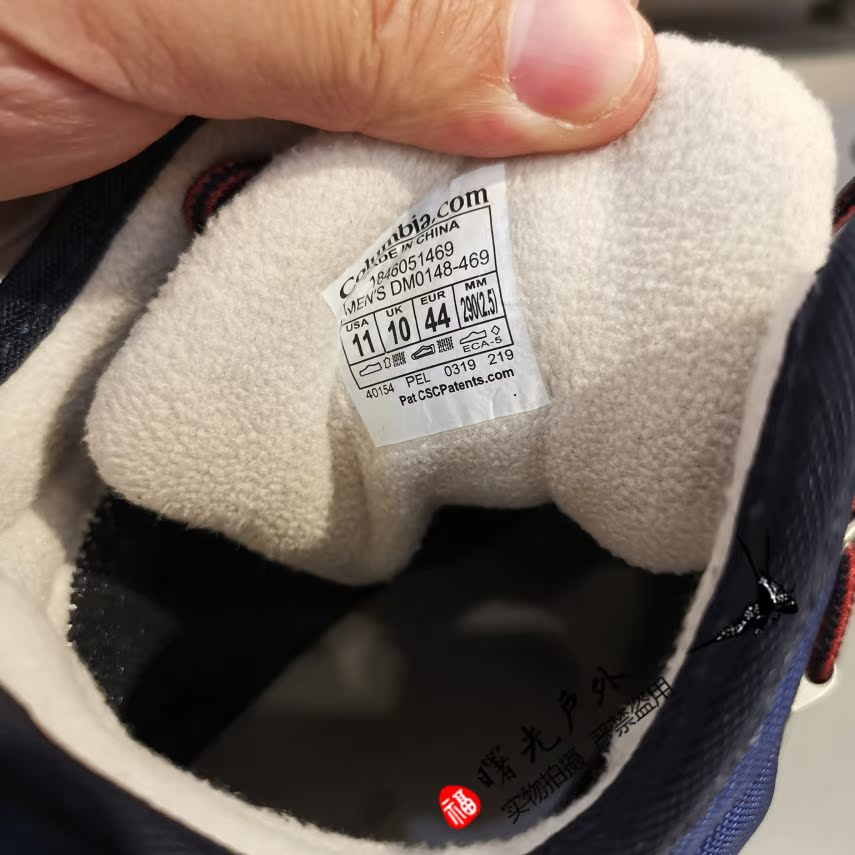 Columbia.com
MADE IN CHINA
0846051469
MEN'S DM0148-469
USA UK EUR MM
11 10 44 290(2.5)
ECA-5
40154 PEL 0319 219
Pat CSCPatents.com
曙光户外
实物拍摄 严禁盗用
福